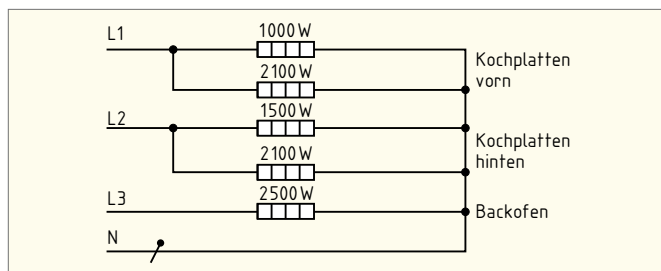 L1
1000 W
2100 W
Kochplatten
vorn
L2
1500 W
2100 W
Kochplatten
hinten
L3
2500 W
Backofen
N